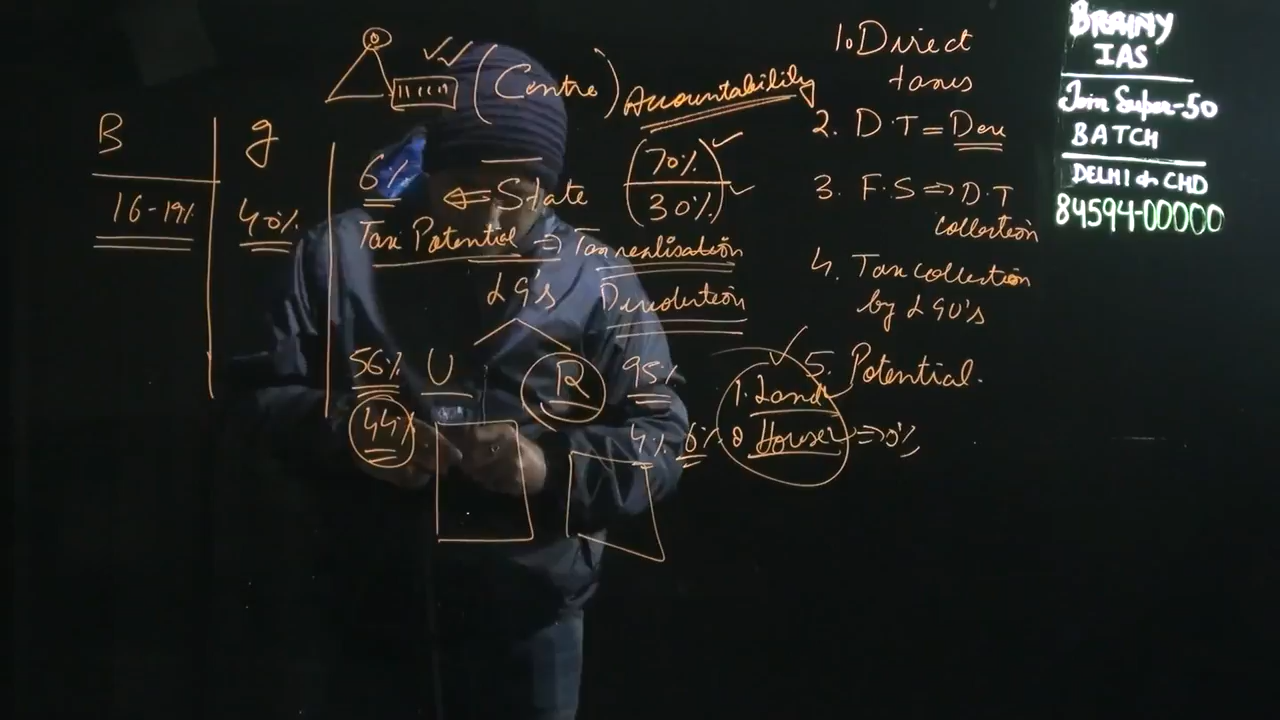 (Centre)
Accountability
B
g
16-19%
40%
6%
⇐ State
70%
30%
Tax Potential ⇒ Tax realisation
LG's
Devolution
56%
U
R
95%
44%
4%
6%
1. Land
Houses ⇒ 0%
1. Direct
taxes
2. D.T =
3. F.S ⇒ D.T
collection
4. Tax collection
by LGO's
5. Potential.
BRAINY
IAS
Join Super-50
BATCH
DELHI & CHD
84594-00000